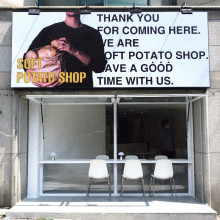 THANK YOU
FOR COMING HERE.
WE ARE
SOFT POTATO SHOP.
HAVE A GOOD
TIME WITH US.
SOFT
POTATO SHOP